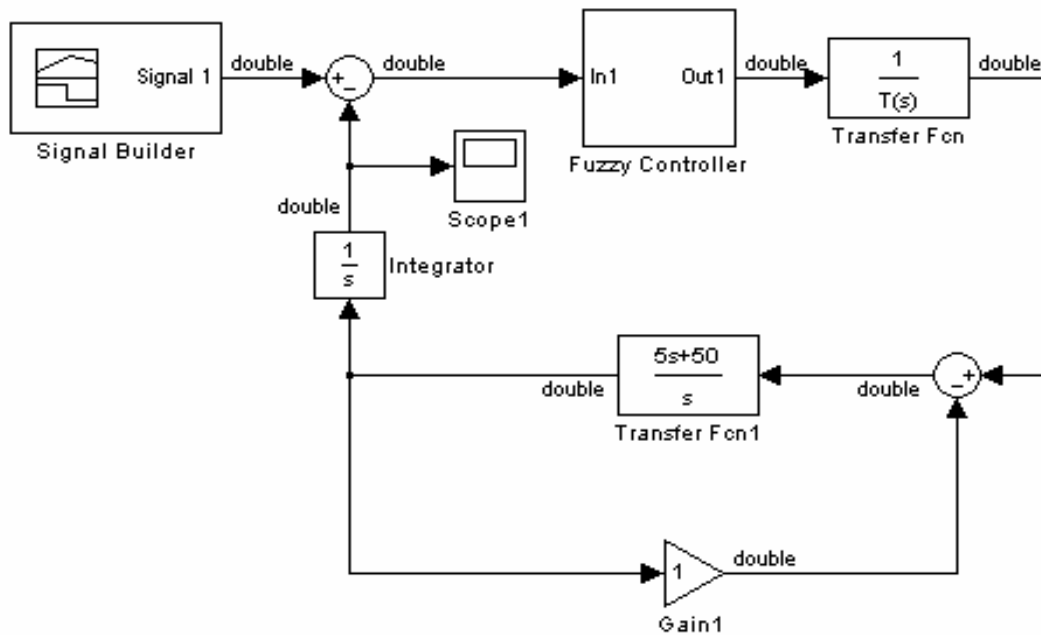 Signal 1
double
Signal Builder
+
−
double
In1
Out1
Fuzzy Controller
double
1
T(s)
Transfer Fcn
double
Scope1
double
1
s
Integrator
5s+50
s
double
Transfer Fcn1
double
−
+
1
double
Gain1